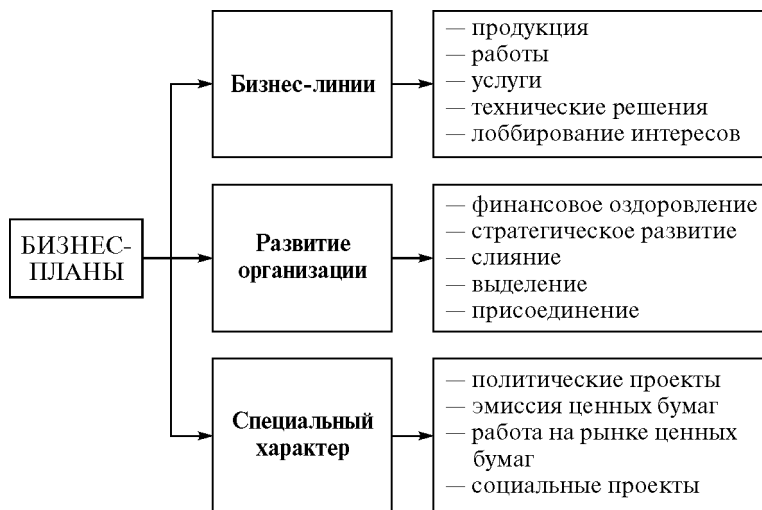 БИЗНЕС-
ПЛАНЫ
Бизнес-линии
— продукция
— работы
— услуги
— технические решения
— лоббирование интересов
Развитие
организации
— финансовое оздоровление
— стратегическое развитие
— слияние
— выделение
— присоединение
Специальный
характер
— политические проекты
— эмиссия ценных бумаг
— работа на рынке ценных
бумаг
— социальные проекты